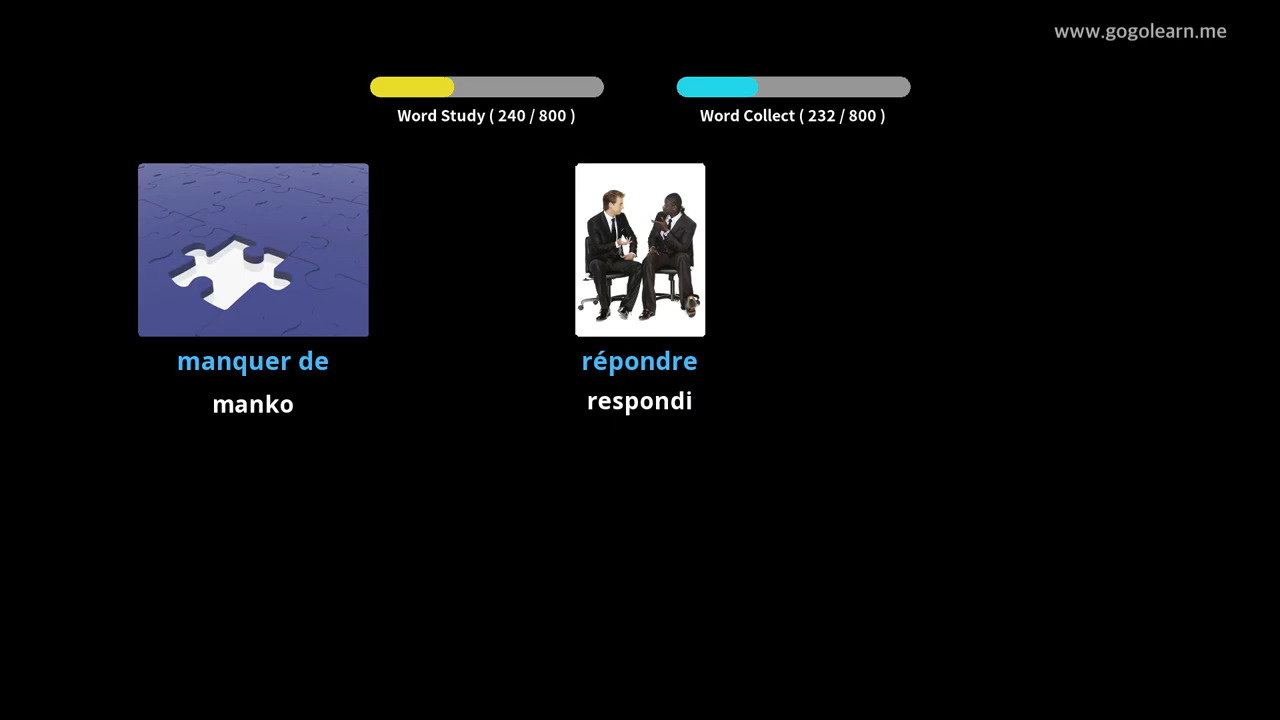 www.gogolearn.me
Word Study ( 240 / 800 )
Word Collect ( 232 / 800 )
manquer de
manko
répondre
respondi